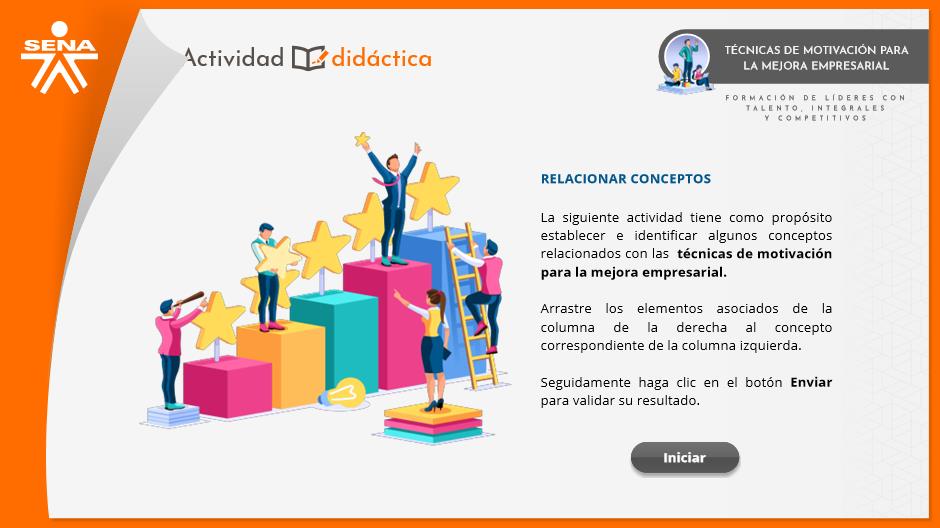 SENA
Actividad didáctica
TÉCNICAS DE MOTIVACIÓN PARA
LA MEJORA EMPRESARIAL
FORMACIÓN DE LÍDERES CON
TALENTO, INTEGRALES
Y COMPETITIVOS
RELACIONAR CONCEPTOS
La siguiente actividad tiene como propósito
establecer e identificar algunos conceptos
relacionados con las técnicas de motivación
para la mejora empresarial.
Arrastre los elementos asociados de la
columna de la derecha al concepto
correspondiente de la columna izquierda.
Seguidamente haga clic en el botón Enviar
para validar su resultado.
Iniciar